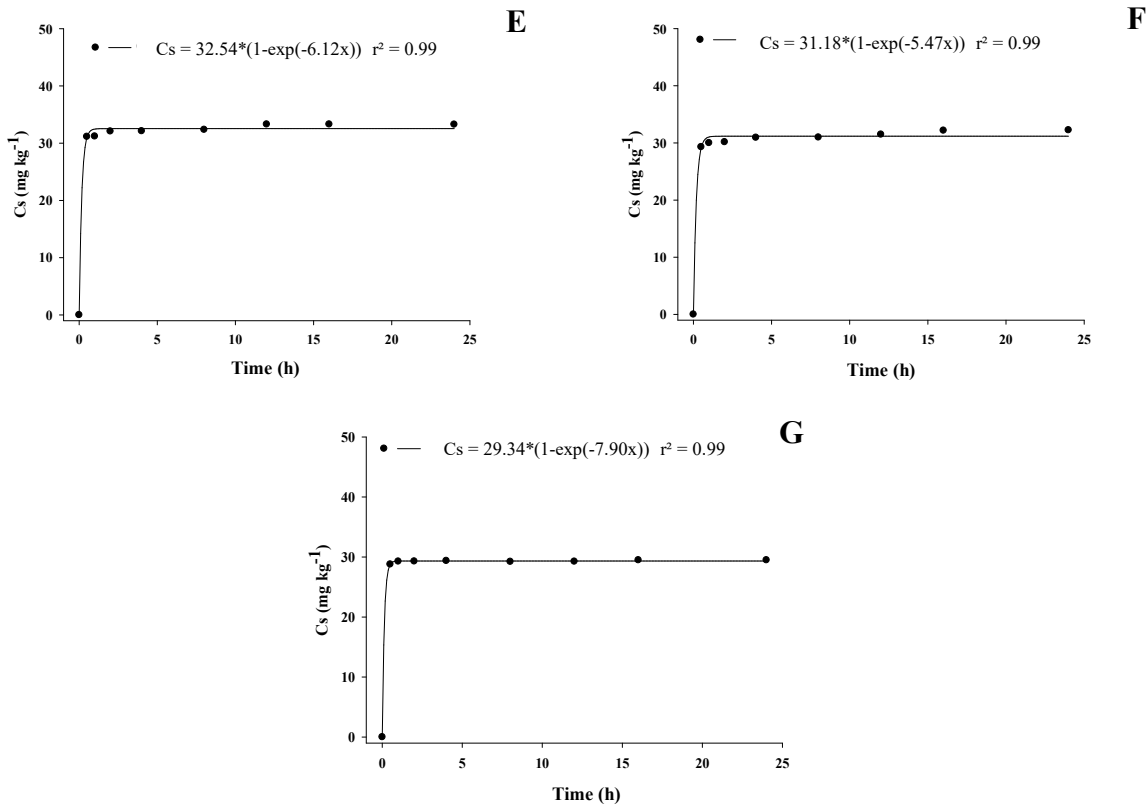 E
Cs = 32.54*(1-exp(-6.12x)) r² = 0.99
50
40
30
20
10
0
Cs (mg kg⁻¹)
0 5 10 15 20 25
Time (h)
F
Cs = 31.18*(1-exp(-5.47x)) r² = 0.99
50
40
30
20
10
0
Cs (mg kg⁻¹)
0 5 10 15 20 25
Time (h)
G
Cs = 29.34*(1-exp(-7.90x)) r² = 0.99
50
40
30
20
10
0
Cs (mg kg⁻¹)
0 5 10 15 20 25
Time (h)